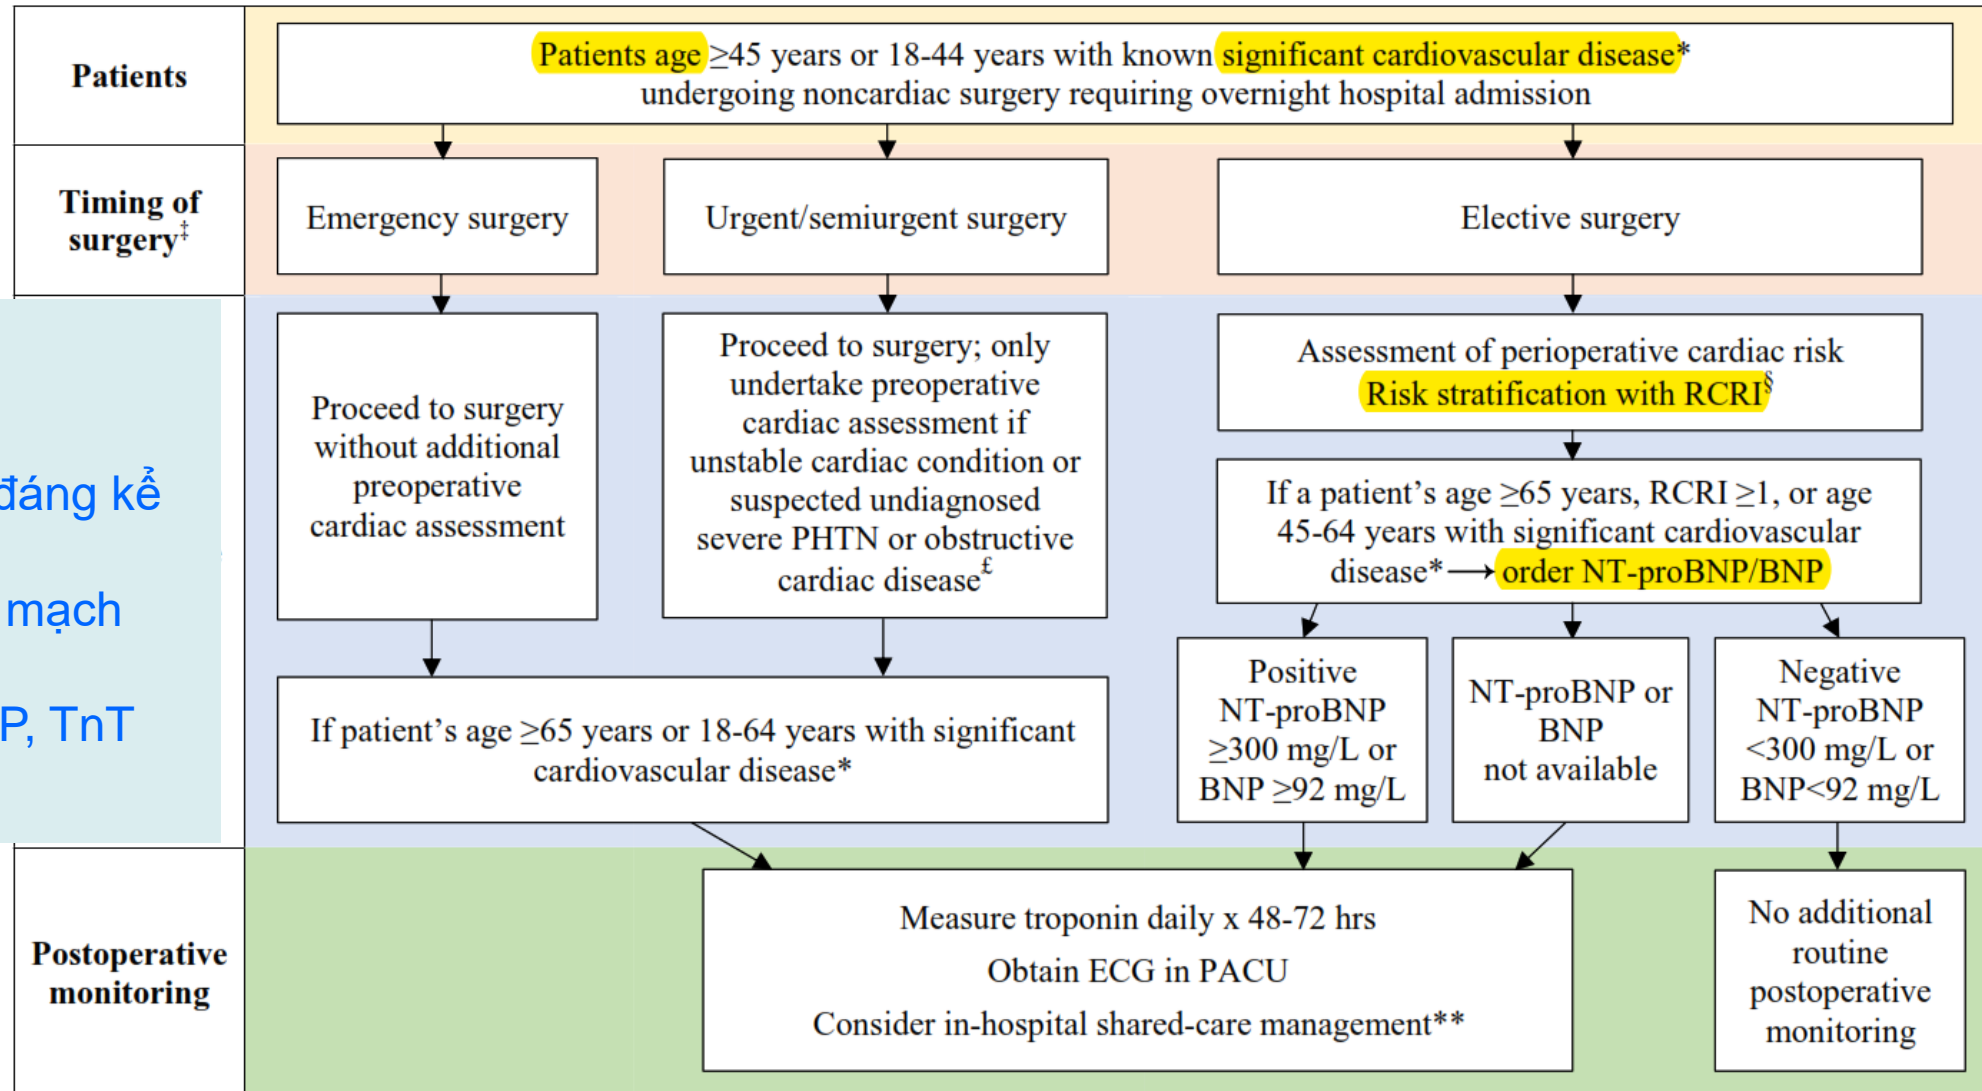 Patients
Patients age ≥45 years or 18-44 years with known significant cardiovascular disease*
undergoing noncardiac surgery requiring overnight hospital admission
Timing of
surgery‡
Emergency surgery
Urgent/semiurgent surgery
Elective surgery
đáng kể
mạch
P, TnT
Proceed to surgery
without additional
preoperative
cardiac assessment
Proceed to surgery; only
undertake preoperative
cardiac assessment if
unstable cardiac condition or
suspected undiagnosed
severe PHTN or obstructive
cardiac disease£
Assessment of perioperative cardiac risk
Risk stratification with RCRI§
If a patient’s age ≥65 years, RCRI ≥1, or age
45-64 years with significant cardiovascular
disease*→order NT-proBNP/BNP
If patient’s age ≥65 years or 18-64 years with significant
cardiovascular disease*
Positive
NT-proBNP
≥300 mg/L or
BNP ≥92 mg/L
NT-proBNP or
BNP
not available
Negative
NT-proBNP
<300 mg/L or
BNP<92 mg/L
Postoperative
monitoring
Measure troponin daily x 48-72 hrs
Obtain ECG in PACU
Consider in-hospital shared-care management**
No additional
routine
postoperative
monitoring